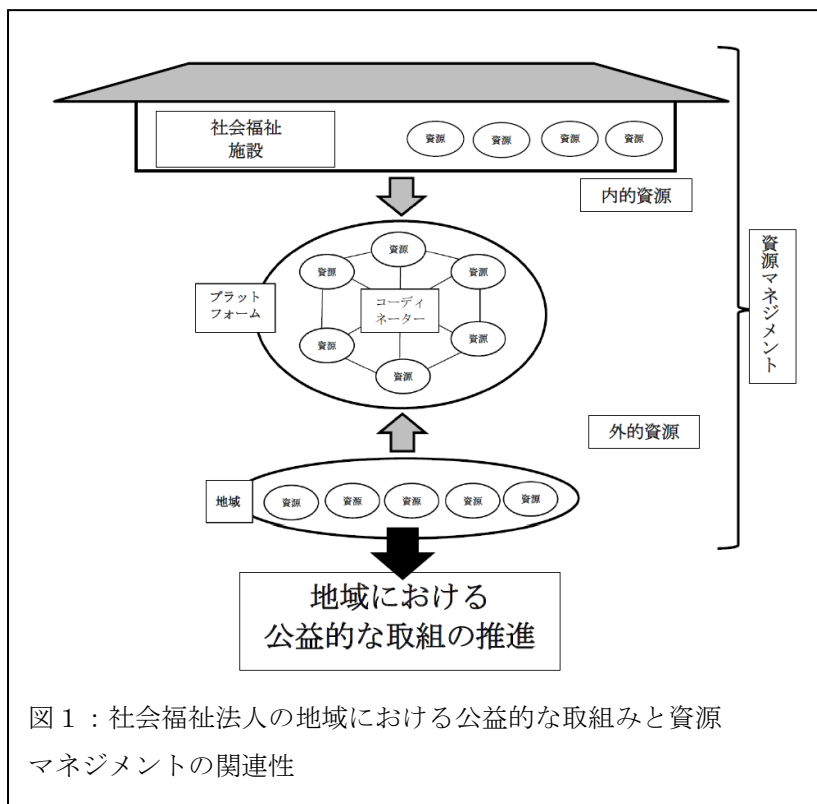 社会福祉
施設
資源
資源
資源
資源
内的資源
資源
資源
資源
プラット
フォーム
コーディ
ネーター
資源
資源
資源
資源マネジメント
外的資源
地域
資源
資源
資源
資源
資源
地域における
公益的な取組の推進
図1：社会福祉法人の地域における公益的な取組みと資源
マネジメントの関連性